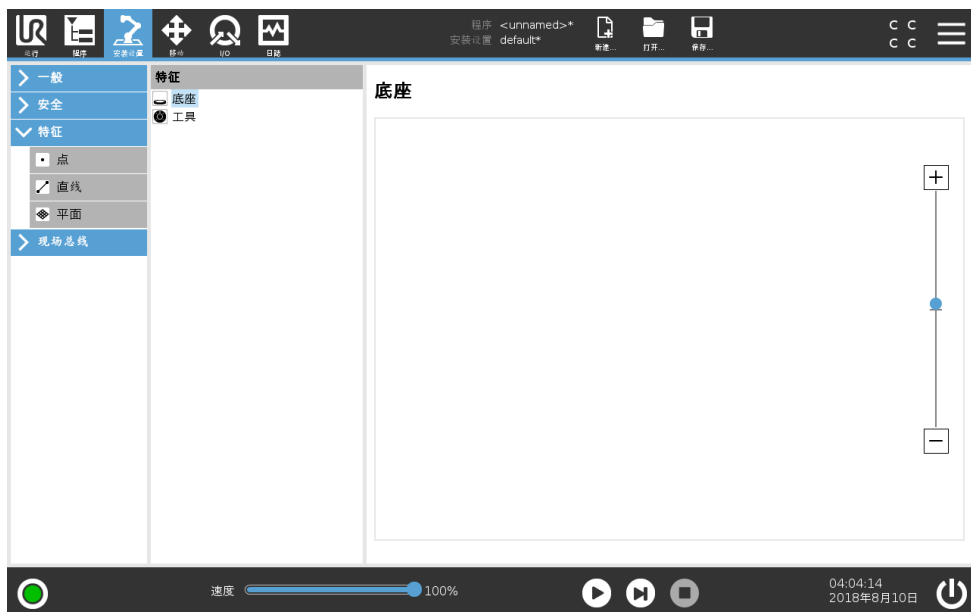 程序 <unnamed>*
安装设置 default*
C C
C C
运行 程序 安装设置 移动 I/O 日志 新建... 打开... 保存...
一般
安全
特征
点
直线
平面
现场总线
特征
底座
工具
底座
速度 100%
04:04:14
2018年8月10日